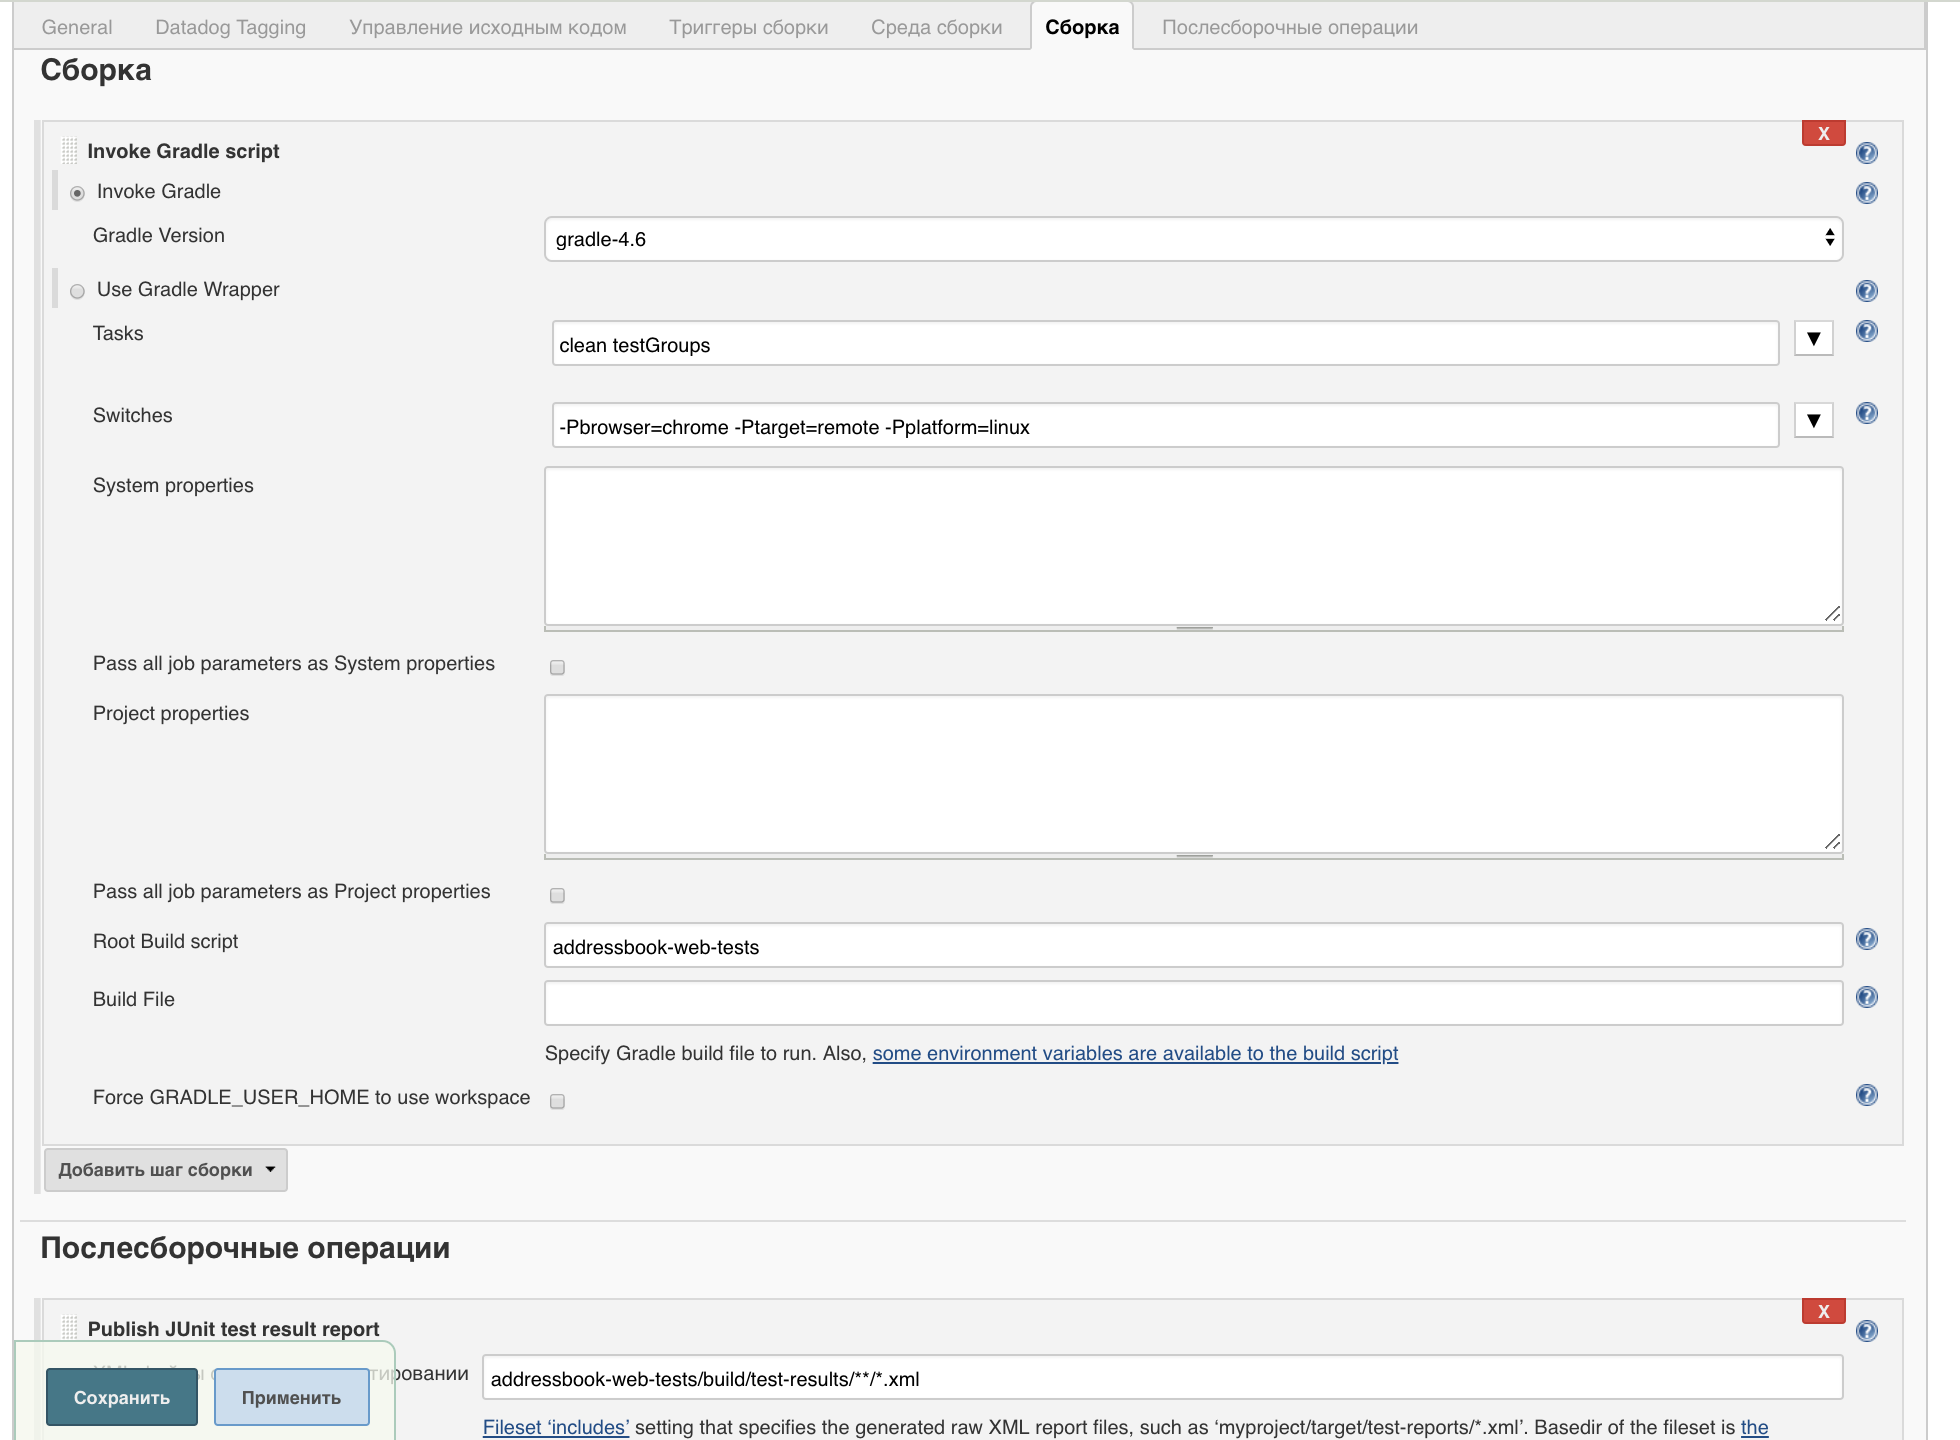 General Datadog Tagging Управление исходным кодом Триггеры сборки Среда сборки Сборка Послесборочные операции
Сборка
Invoke Gradle script
X
Invoke Gradle
Gradle Version
gradle-4.6
Use Gradle Wrapper
Tasks
clean testGroups
Switches
-Pbrowser=chrome -Ptarget=remote -Pplatform=linux
System properties
Pass all job parameters as System properties
Project properties
Pass all job parameters as Project properties
Root Build script
addressbook-web-tests
Build File
Specify Gradle build file to run. Also, some environment variables are available to the build script
Force GRADLE_USER_HOME to use workspace
Добавить шаг сборки
Послесборочные операции
Publish JUnit test result report
X
тировании
addressbook-web-tests/build/test-results/**/*.xml
Сохранить Применить
Fileset ‘includes’ setting that specifies the generated raw XML report files, such as ‘myproject/target/test-reports/*.xml’. Basedir of the fileset is the